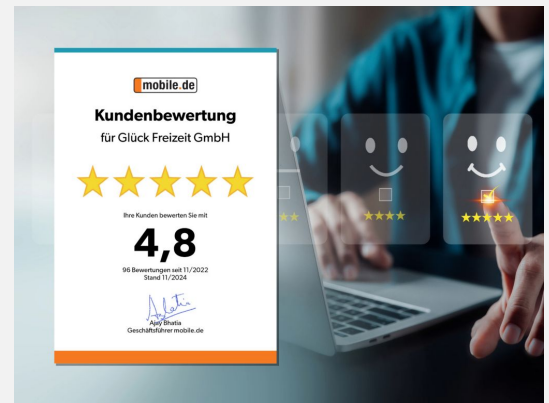 mobile.de
Kundenbewertung
für Glück Freizeit GmbH
Ihre Kunden bewerten Sie mit
4,8
96 Bewertungen seit 11/2022
Stand 11/2024
Ajay Bhatia
Geschäftsführer mobile.de